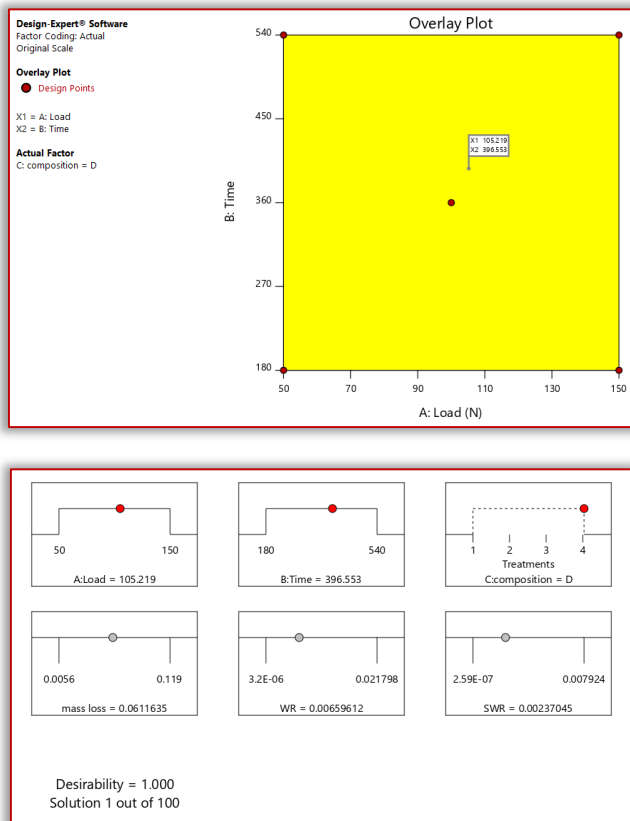 Design-Expert® Software
Factor Coding: Actual
Original Scale
Overlay Plot
Design Points
X1 = A: Load
X2 = B: Time
Actual Factor
C: composition = D
Overlay Plot
540
450
360
270
180
B: Time
X1 105.219
X2 396.553
50 70 90 110 130 150
A: Load (N)
50 150
A:Load = 105.219
180 540
B:Time = 396.553
1 2 3 4
Treatments
C:composition = D
0.0056 0.119
mass loss = 0.0611635
3.2E-06 0.021798
WR = 0.00659612
2.59E-07 0.007924
SWR = 0.00237045
Desirability = 1.000
Solution 1 out of 100